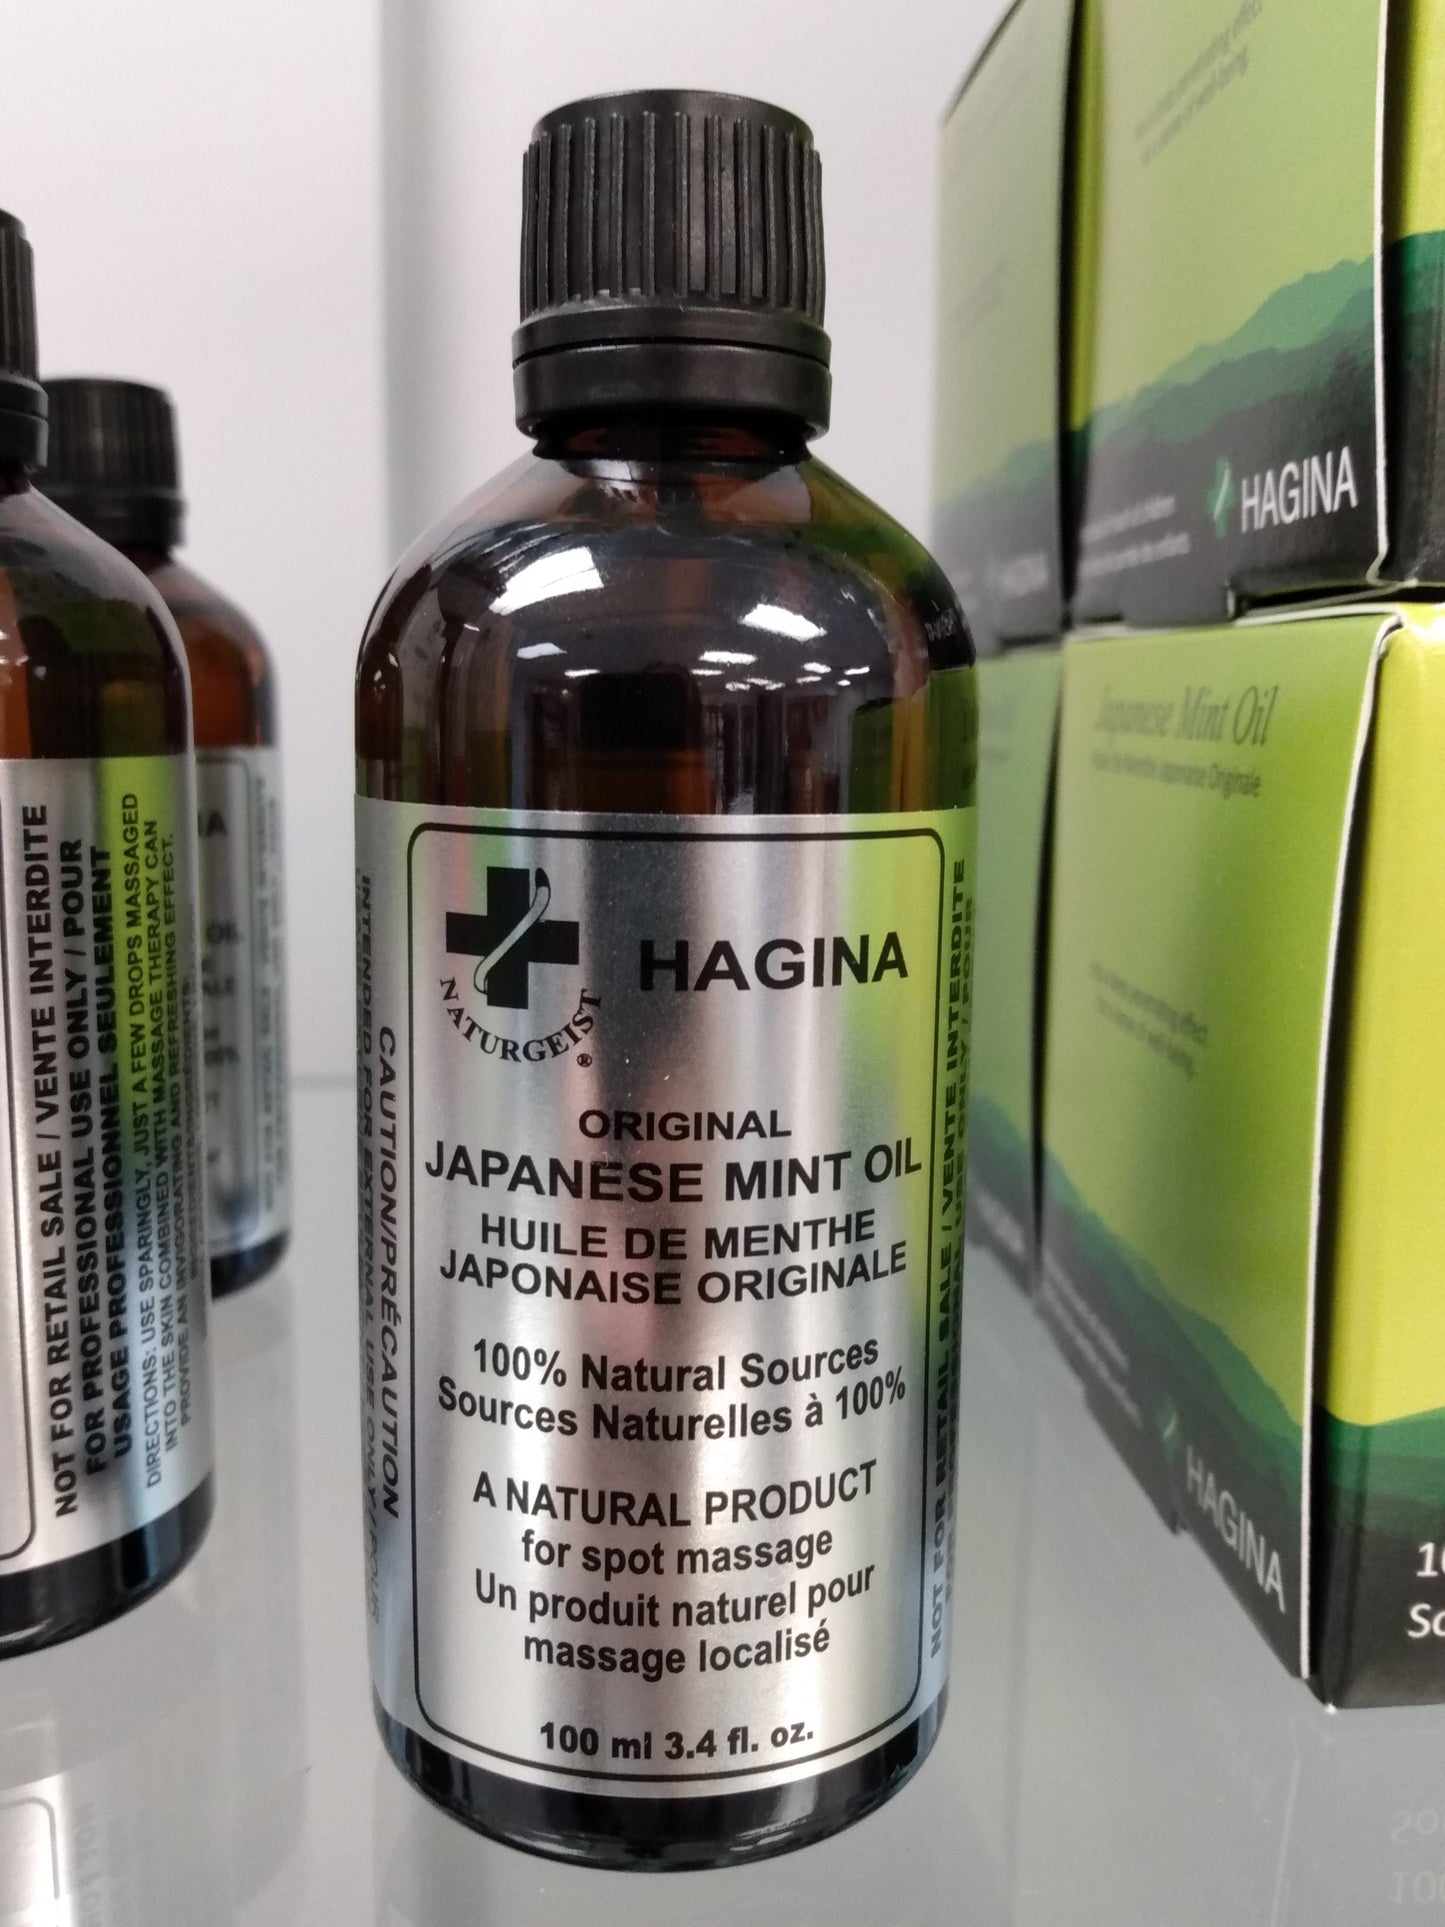 NATURGEIST®
HAGINA
ORIGINAL
JAPANESE MINT OIL
HUILE DE MENTHE
JAPONAISE ORIGINALE
100% Natural Sources
Sources Naturelles à 100%
A NATURAL PRODUCT
for spot massage
Un produit naturel pour
massage localisé
100 ml 3.4 fl. oz.
CAUTION/PRÉCAUTION
INTENDED FOR EXTERNAL USE ONLY / POUR
NOT FOR RETAIL SALE / VENTE INTERDITE
NOT FOR RETAIL SALE / VENTE INTERDITE
FOR PROFESSIONAL USE ONLY / POUR
USAGE PROFESSIONNEL SEULEMENT
DIRECTIONS: USE SPARINGLY, JUST A FEW DROPS MASSAGED
INTO THE SKIN COMBINED WITH MASSAGE THERAPY CAN
PROVIDE AN INVIGORATING AND REFRESHING EFFECT.
HAGINA
HAGINA
Japanese Mint Oil
Huile De Menthe Japonaise Originale
HAGINA